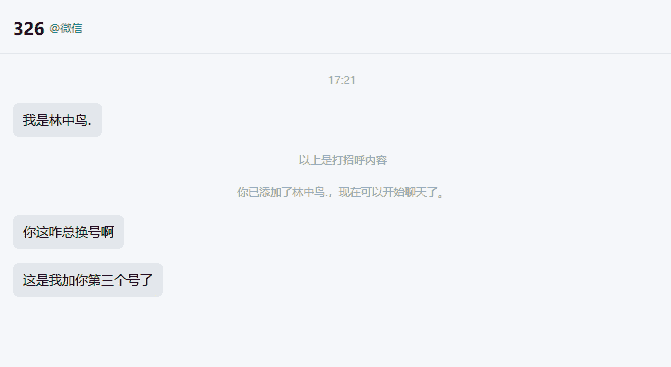 326 @微信
17:21
我是林中鸟.
以上是打招呼内容
你已添加了林中鸟.，现在可以开始聊天了。
你这咋总换号啊
这是我加你第三个号了